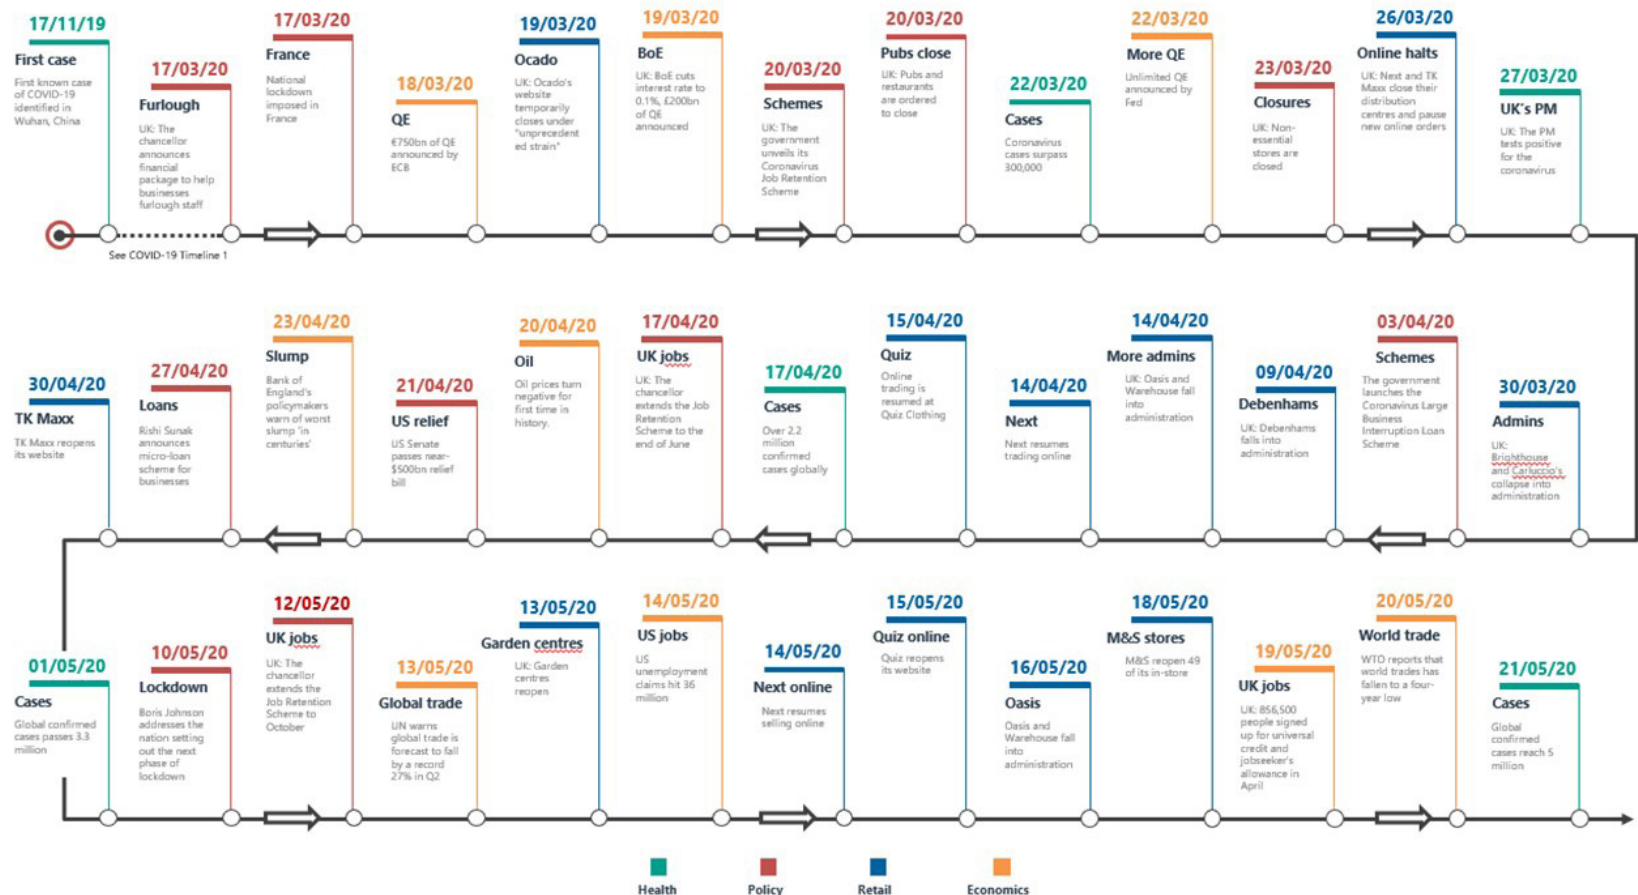 17/11/19
First case
First known case
of COVID-19
identified in
Wuhan, China
17/03/20
Furlough
UK: The
chancellor
announces
financial
package to help
businesses
furlough staff
17/03/20
France
National
lockdown
imposed in
France
18/03/20
QE
€750bn of QE
announced by
ECB
19/03/20
Ocado
UK: Ocado's
website
temporarily
closes under
"unprecedent
ed strain"
19/03/20
BoE
UK: BoE cuts
interest rate to
0.1%, £200bn
of QE
announced
20/03/20
Schemes
UK: The
government
unveils its
Coronavirus
Job Retention
Scheme
20/03/20
Pubs close
UK: Pubs and
restaurants
are ordered
to close
22/03/20
Cases
Coronavirus
cases surpass
300,000
22/03/20
More QE
Unlimited QE
announced by
Fed
23/03/20
Closures
UK: Non-
essential
stores are
closed
26/03/20
Online halts
UK: Next and TK
Maxx close their
distribution
centres and pause
new online orders
27/03/20
UK's PM
UK: The PM
tests positive
for the
coronavirus
See COVID-19 Timeline 1
30/04/20
TK Maxx
TK Maxx reopens
its website
27/04/20
Loans
Rishi Sunak
announces
micro-loan
scheme for
businesses
23/04/20
Slump
Bank of
England's
policymakers
warn of worst
slump 'in
centuries'
21/04/20
US relief
US Senate
passes near-
$500bn relief
bill
20/04/20
Oil
Oil prices turn
negative for
first time in
history.
17/04/20
UK jobs
UK: The
chancellor
extends the Job
Retention
Scheme to the
end of June
17/04/20
Cases
Over 2.2
million
confirmed
cases globally
15/04/20
Quiz
Online
trading is
resumed at
Quiz Clothing
14/04/20
Next
Next resumes
trading online
14/04/20
More admins
UK: Oasis and
Warehouse fall
into
administration
09/04/20
Debenhams
UK: Debenhams
falls into
administration
03/04/20
Schemes
The government
launches the
Coronavirus Large
Business
Interruption Loan
Scheme
30/03/20
Admins
UK:
Brighthouse
and Carluccio's
collapse into
administration
01/05/20
Cases
Global confirmed
cases passes 3.3
million
10/05/20
Lockdown
Boris Johnson
addresses the
nation setting
out the next
phase of
lockdown
12/05/20
UK jobs
UK: The
chancellor
extends the
Job Retention
Scheme to
October
13/05/20
Global trade
UN warns
global trade is
forecast to fall
by a record
27% in Q2
13/05/20
Garden centres
UK: Garden
centres
reopen
14/05/20
US jobs
US
unemployment
claims hit 36
million
14/05/20
Next online
Next resumes
selling online
15/05/20
Quiz online
Quiz reopens
its website
16/05/20
Oasis
Oasis and
Warehouse fall
into
administration
18/05/20
M&S stores
M&S reopen 49
of its in-store
19/05/20
UK jobs
UK: 856,500
people signed
up for universal
credit and
jobseeker's
allowance in
April
20/05/20
World trade
WTO reports that
world trades has
fallen to a four-
year low
21/05/20
Cases
Global
confirmed
cases reach 5
million
Health
Policy
Retail
Economics